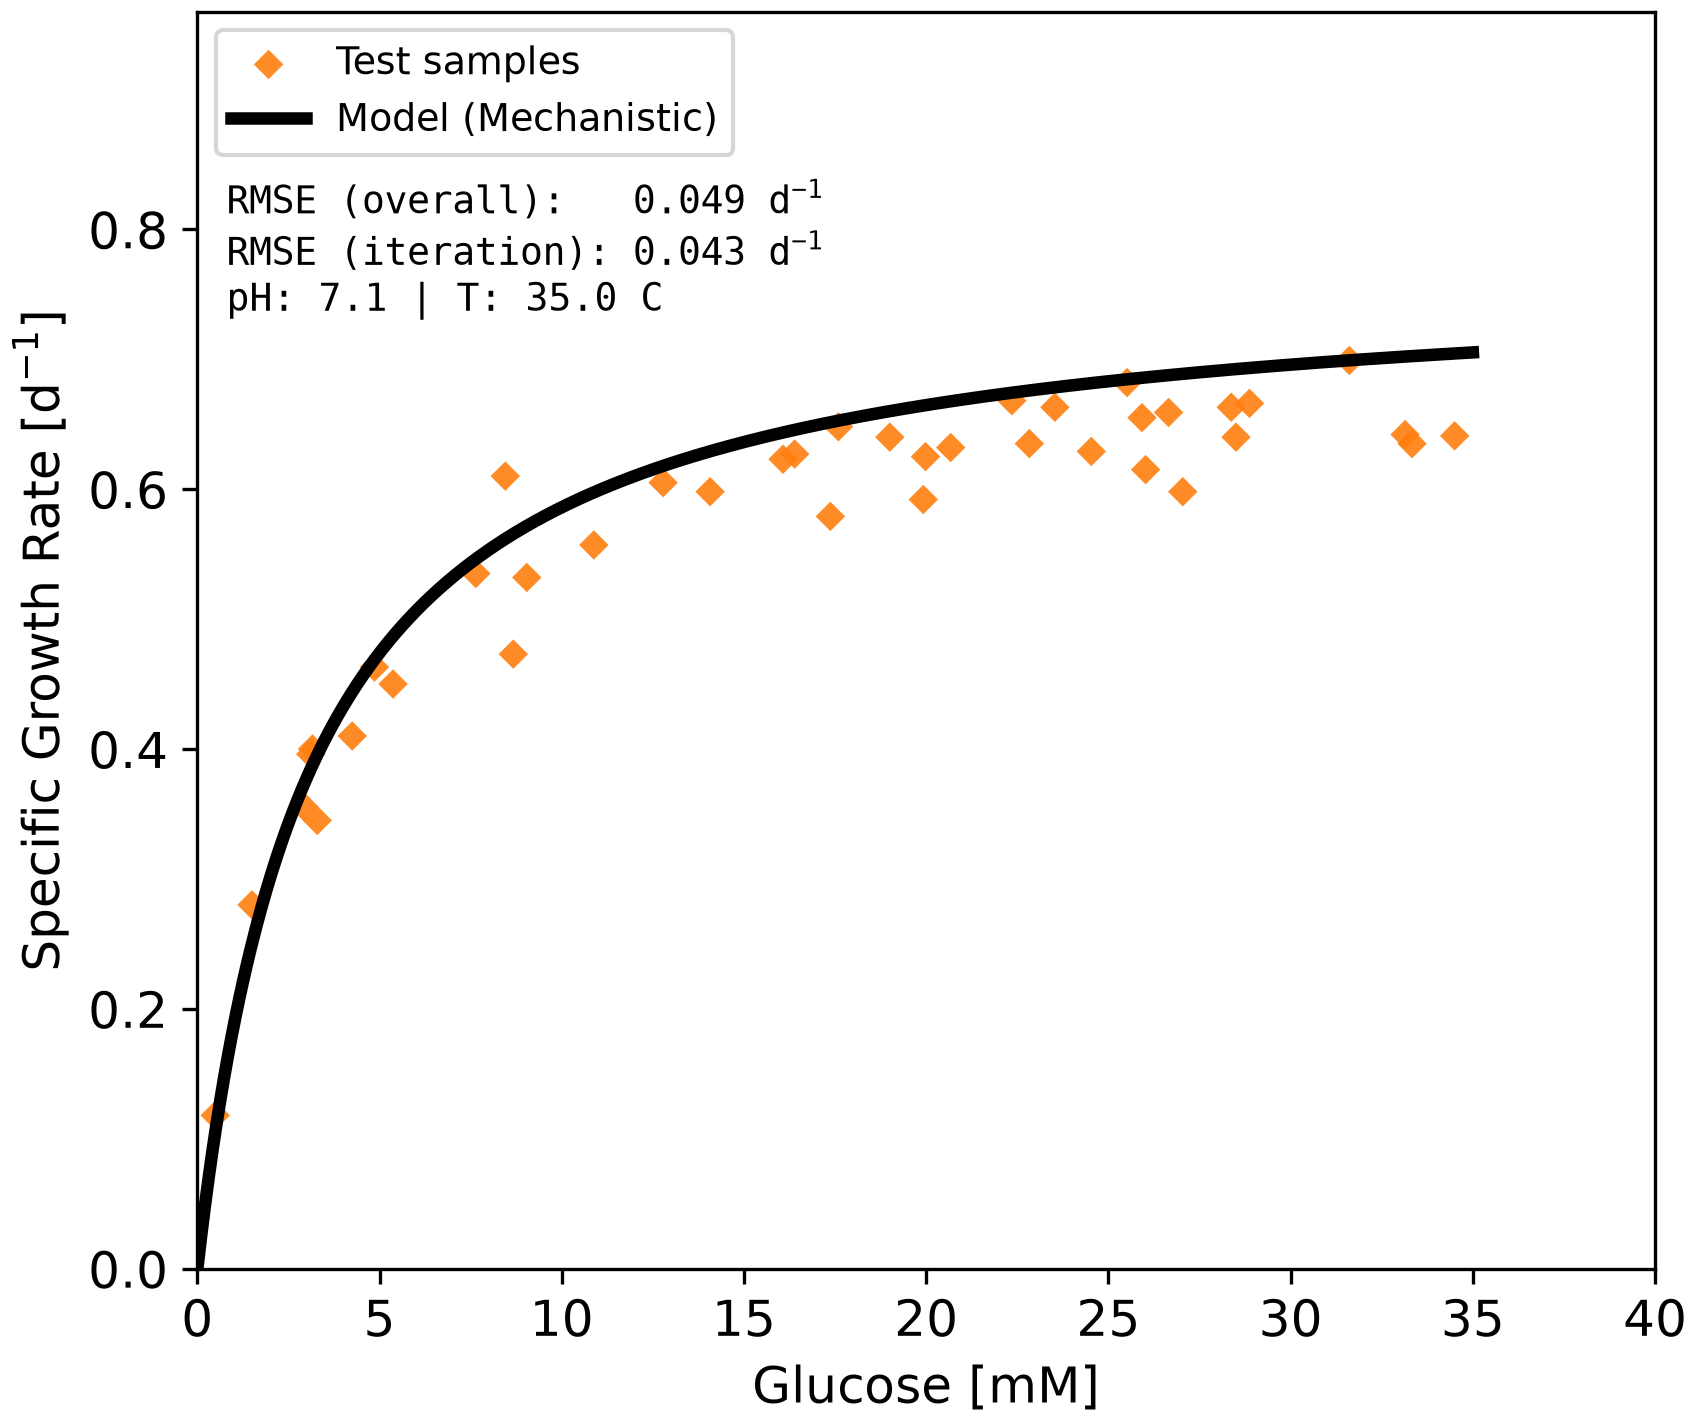 Test samples
Model (Mechanistic)
RMSE (overall):   0.049 d⁻¹
RMSE (iteration): 0.043 d⁻¹
pH: 7.1 | T: 35.0 C
Specific Growth Rate [d⁻¹]
0.8
0.6
0.4
0.2
0.0
0 5 10 15 20 25 30 35 40
Glucose [mM]